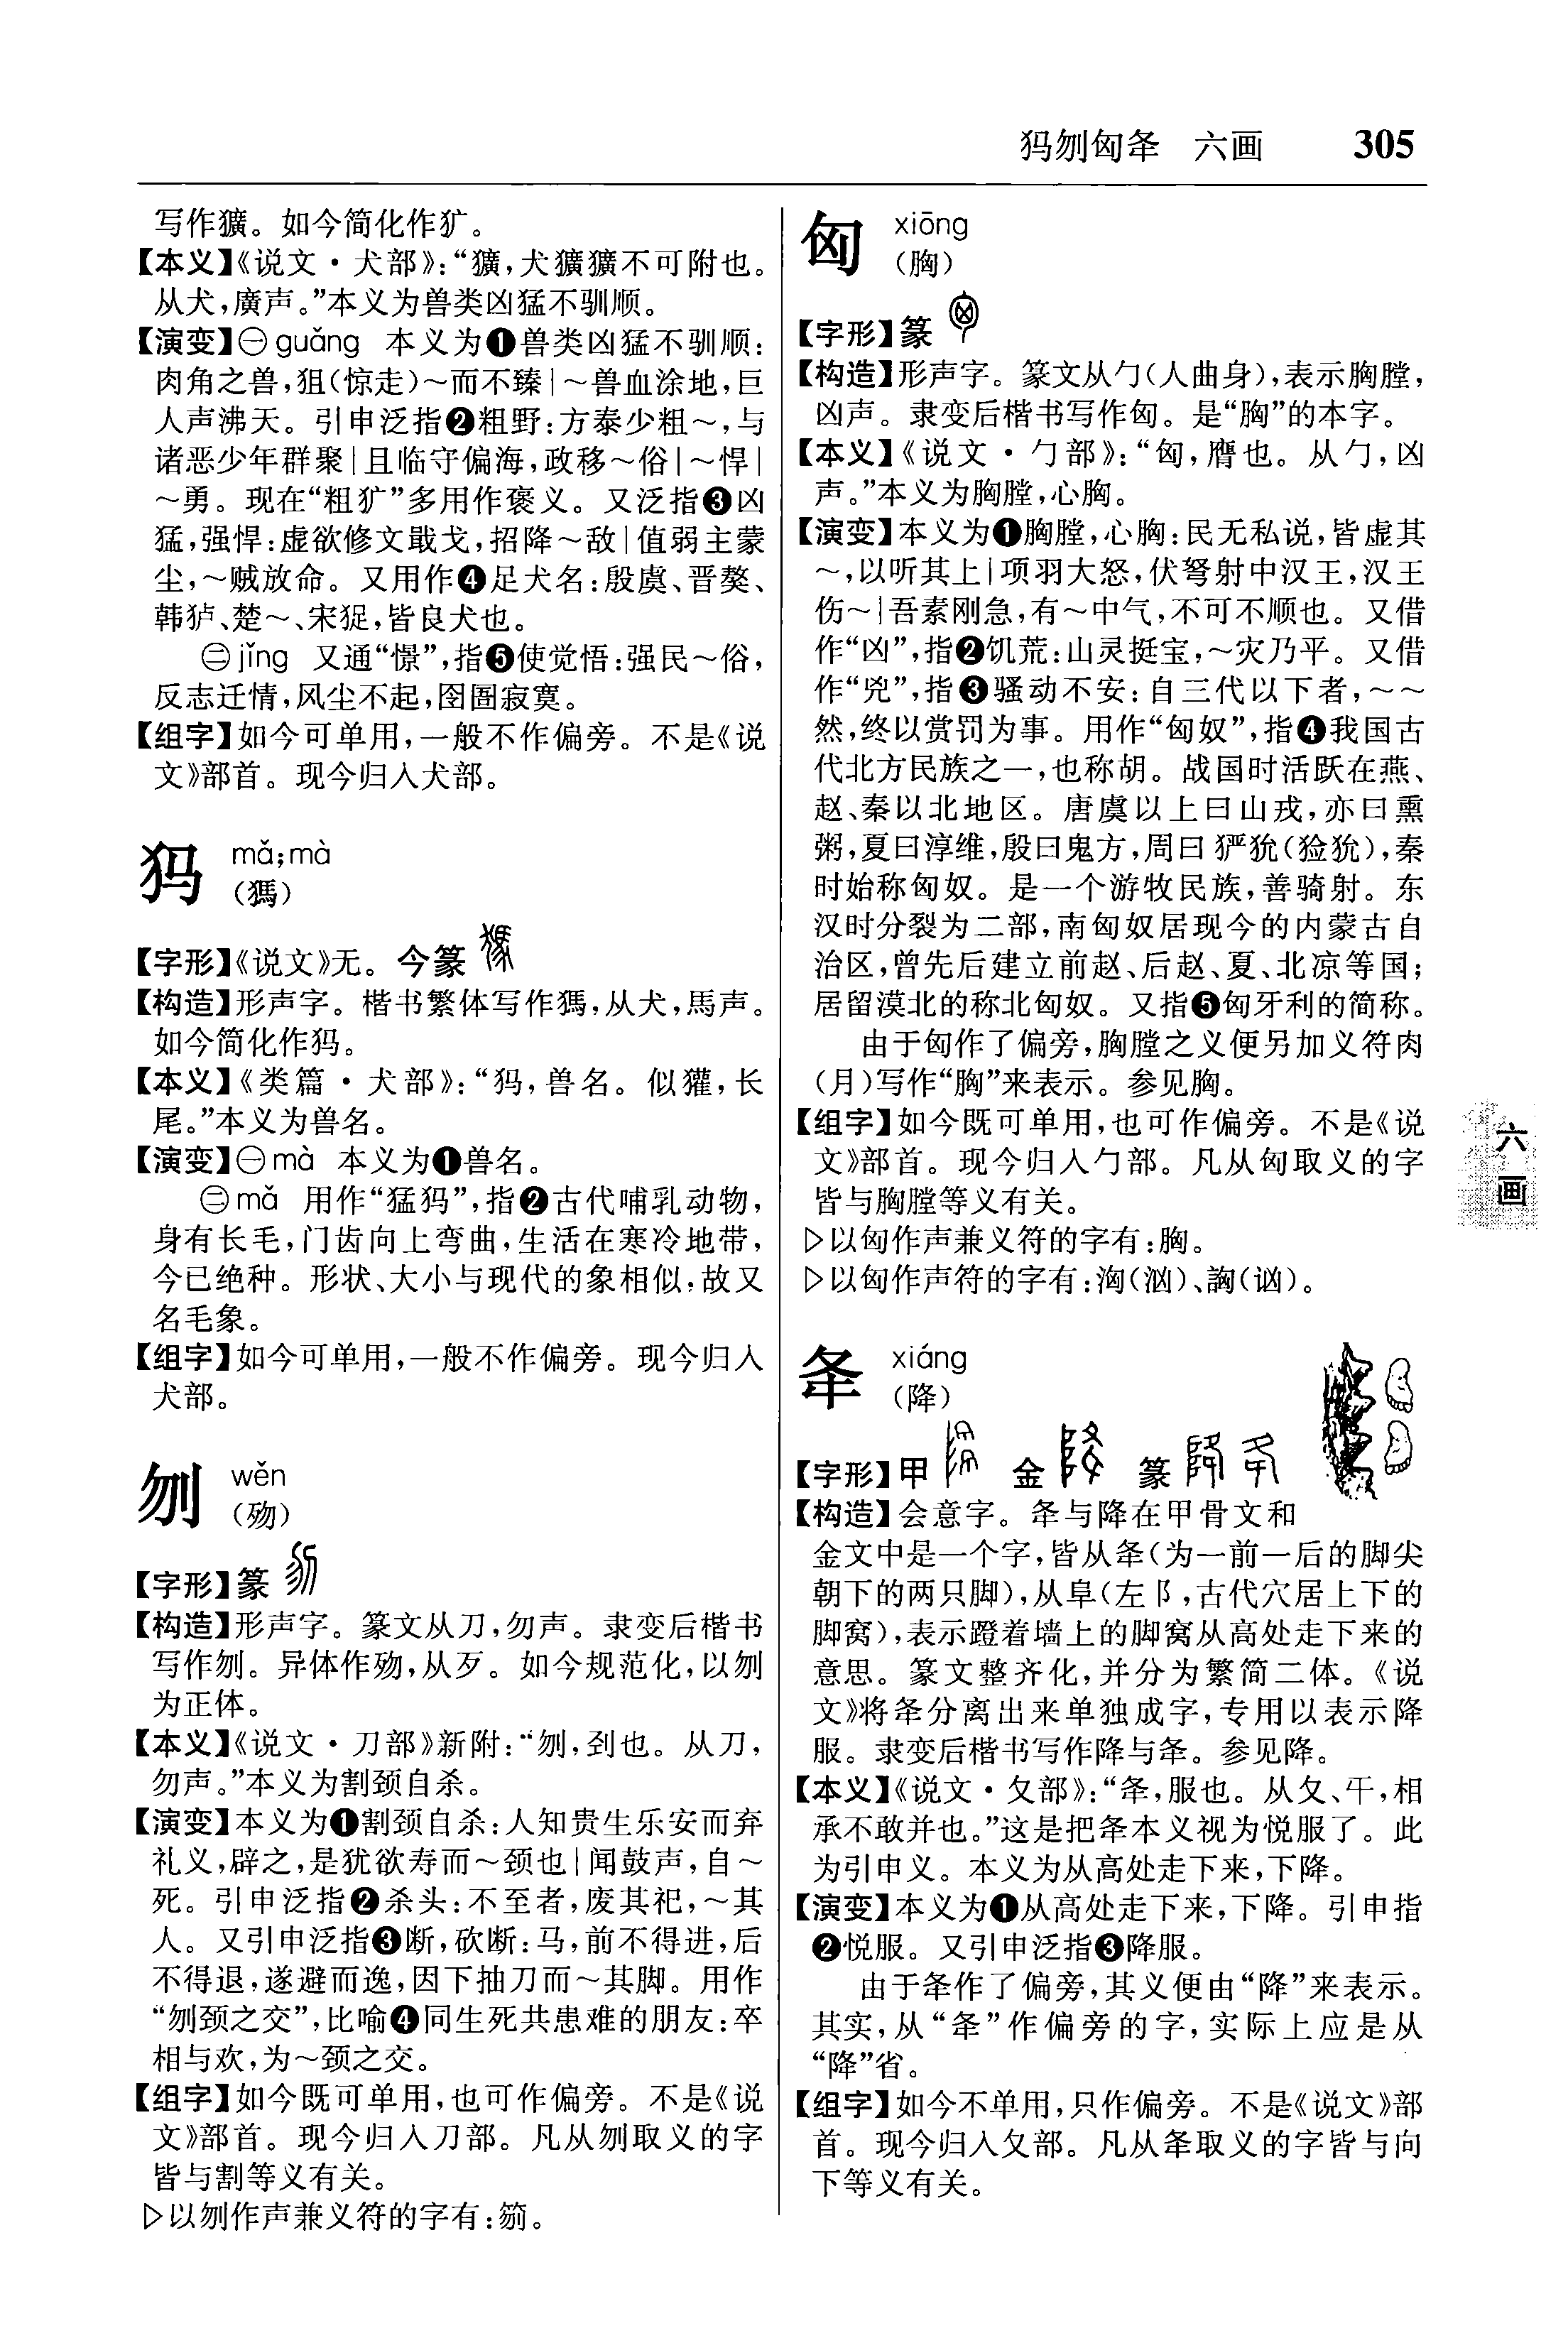 犸刎匈夅　六画　305
写作獷。如今简化作犷。
【本义】《说文·犬部》：“獷，犬獷獷不可附也。
从犬，廣声。”本义为兽类凶猛不驯顺。
【演变】㊀guǎng　本义为❶兽类凶猛不驯顺：
肉角之兽，狙(惊走)～而不臻|～兽血涂地，巨
人声沸天。引申泛指❷粗野：方泰少粗～，与
诸恶少年群聚|且临守偏海，政移～俗|～悍|
～勇。现在“粗犷”多用作褒义。又泛指❸凶
猛，强悍：虚欲修文戢戈，招降～敌|值弱主蒙
尘，～贼放命。又用作❹足犬名：殷虞、晋獒、
韩㹧、楚～、宋猑，皆良犬也。
㊁jǐng　又通“憬”，指❺使觉悟：强民～俗，
反志迁情，风尘不起，囹圄寂寞。
【组字】如今可单用，一般不作偏旁。不是《说
文》部首。现今归入犬部。
犸　mǎ;mà
(獁)
【字形】《说文》无。今篆
【构造】形声字。楷书繁体写作獁，从犬，馬声。
如今简化作犸。
【本义】《类篇·犬部》：“犸，兽名。似獾，长
尾。”本义为兽名。
【演变】㊀mà　本义为❶兽名。
㊁mǎ　用作“猛犸”，指❷古代哺乳动物，
身有长毛，门齿向上弯曲，生活在寒冷地带，
今已绝种。形状、大小与现代的象相似，故又
名毛象。
【组字】如今可单用，一般不作偏旁。现今归入
犬部。
刎　wěn
(歾)
【字形】篆
【构造】形声字。篆文从刀，勿声。隶变后楷书
写作刎。异体作歾，从歹。如今规范化，以刎
为正体。
【本义】《说文·刀部》新附：“刎，刭也。从刀，
勿声。”本义为割颈自杀。
【演变】本义为❶割颈自杀：人知贵生乐安而弃
礼义，辟之，是犹欲寿而～颈也|闻鼓声，自～
死。引申泛指❷杀头：不至者，废其祀，～其
人。又引申泛指❸断，砍断：马，前不得进，后
不得退，遂避而逸，因下抽刀而～其脚。用作
“刎颈之交”，比喻❹同生死共患难的朋友：卒
相与欢，为～颈之交。
【组字】如今既可单用，也可作偏旁。不是《说
文》部首。现今归入刀部。凡从刎取义的字
皆与割等义有关。
▷以刎作声兼义符的字有：𥬇。
匈　xiōng
(胸)
【字形】篆
【构造】形声字。篆文从勹(人曲身)，表示胸膛，
凶声。隶变后楷书写作匈。是“胸”的本字。
【本义】《说文·勹部》：“匈，膺也。从勹，凶
声。”本义为胸膛，心胸。
【演变】本义为❶胸膛，心胸：民无私说，皆虚其
～，以听其上|项羽大怒，伏弩射中汉王，汉王
伤～|吾素刚急，有～中气，不可不顺也。又借
作“凶”，指❷饥荒：山灵挺宝，～灾乃平。又借
作“兇”，指❸骚动不安：自三代以下者，～～
然，终以赏罚为事。用作“匈奴”，指❹我国古
代北方民族之一，也称胡。战国时活跃在燕、
赵、秦以北地区。唐虞以上曰山戎，亦曰熏
粥，夏曰淳维，殷曰鬼方，周曰𤞤狁(猃狁)，秦
时始称匈奴。是一个游牧民族，善骑射。东
汉时分裂为二部，南匈奴居现今的内蒙古自
治区，曾先后建立前赵、后赵、夏、北凉等国；
居留漠北的称北匈奴。又指❺匈牙利的简称。
由于匈作了偏旁，胸膛之义便另加义符肉
(月)写作“胸”来表示。参见胸。
【组字】如今既可单用，也可作偏旁。不是《说
文》部首。现今归入勹部。凡从匈取义的字
皆与胸膛等义有关。
▷以匈作声兼义符的字有：胸。
▷以匈作声符的字有：洶(汹)、詾(讻)。
夅　xiáng
(降)
【字形】甲　金　篆
【构造】会意字。夅与降在甲骨文和
金文中是一个字，皆从夅(为一前一后的脚尖
朝下的两只脚)，从阜(左阝，古代穴居上下的
脚窝)，表示蹬着墙上的脚窝从高处走下来的
意思。篆文整齐化，并分为繁简二体。《说
文》将夅分离出来单独成字，专用以表示降
服。隶变后楷书写作降与夅。参见降。
【本义】《说文·夂部》：“夅，服也。从夂、㐄，相
承不敢并也。”这是把夅本义视为悦服了。此
为引申义。本义为从高处走下来，下降。
【演变】本义为❶从高处走下来，下降。引申指
❷悦服。又引申泛指❸降服。
由于夅作了偏旁，其义便由“降”来表示。
其实，从“夅”作偏旁的字，实际上应是从
“降”省。
【组字】如今不单用，只作偏旁。不是《说文》部
首。现今归入夂部。凡从夅取义的字皆与向
下等义有关。
六
画